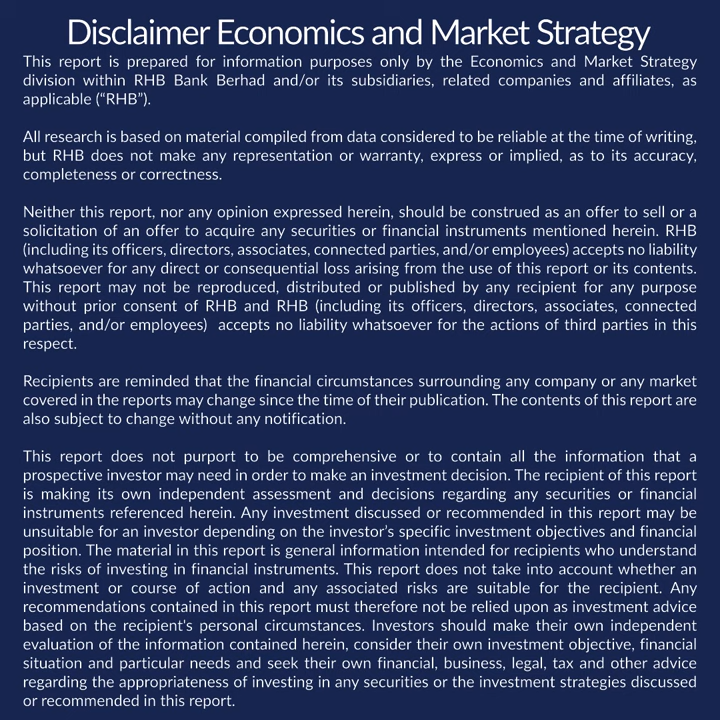 Disclaimer Economics and Market Strategy
This report is prepared for information purposes only by the Economics and Market Strategy
division within RHB Bank Berhad and/or its subsidiaries, related companies and affiliates, as
applicable (“RHB”).
All research is based on material compiled from data considered to be reliable at the time of writing,
but RHB does not make any representation or warranty, express or implied, as to its accuracy,
completeness or correctness.
Neither this report, nor any opinion expressed herein, should be construed as an offer to sell or a
solicitation of an offer to acquire any securities or financial instruments mentioned herein. RHB
(including its officers, directors, associates, connected parties, and/or employees) accepts no liability
whatsoever for any direct or consequential loss arising from the use of this report or its contents.
This report may not be reproduced, distributed or published by any recipient for any purpose
without prior consent of RHB and RHB (including its officers, directors, associates, connected
parties, and/or employees) accepts no liability whatsoever for the actions of third parties in this
respect.
Recipients are reminded that the financial circumstances surrounding any company or any market
covered in the reports may change since the time of their publication. The contents of this report are
also subject to change without any notification.
This report does not purport to be comprehensive or to contain all the information that a
prospective investor may need in order to make an investment decision. The recipient of this report
is making its own independent assessment and decisions regarding any securities or financial
instruments referenced herein. Any investment discussed or recommended in this report may be
unsuitable for an investor depending on the investor's specific investment objectives and financial
position. The material in this report is general information intended for recipients who understand
the risks of investing in financial instruments. This report does not take into account whether an
investment or course of action and any associated risks are suitable for the recipient. Any
recommendations contained in this report must therefore not be relied upon as investment advice
based on the recipient's personal circumstances. Investors should make their own independent
evaluation of the information contained herein, consider their own investment objective, financial
situation and particular needs and seek their own financial, business, legal, tax and other advice
regarding the appropriateness of investing in any securities or the investment strategies discussed
or recommended in this report.